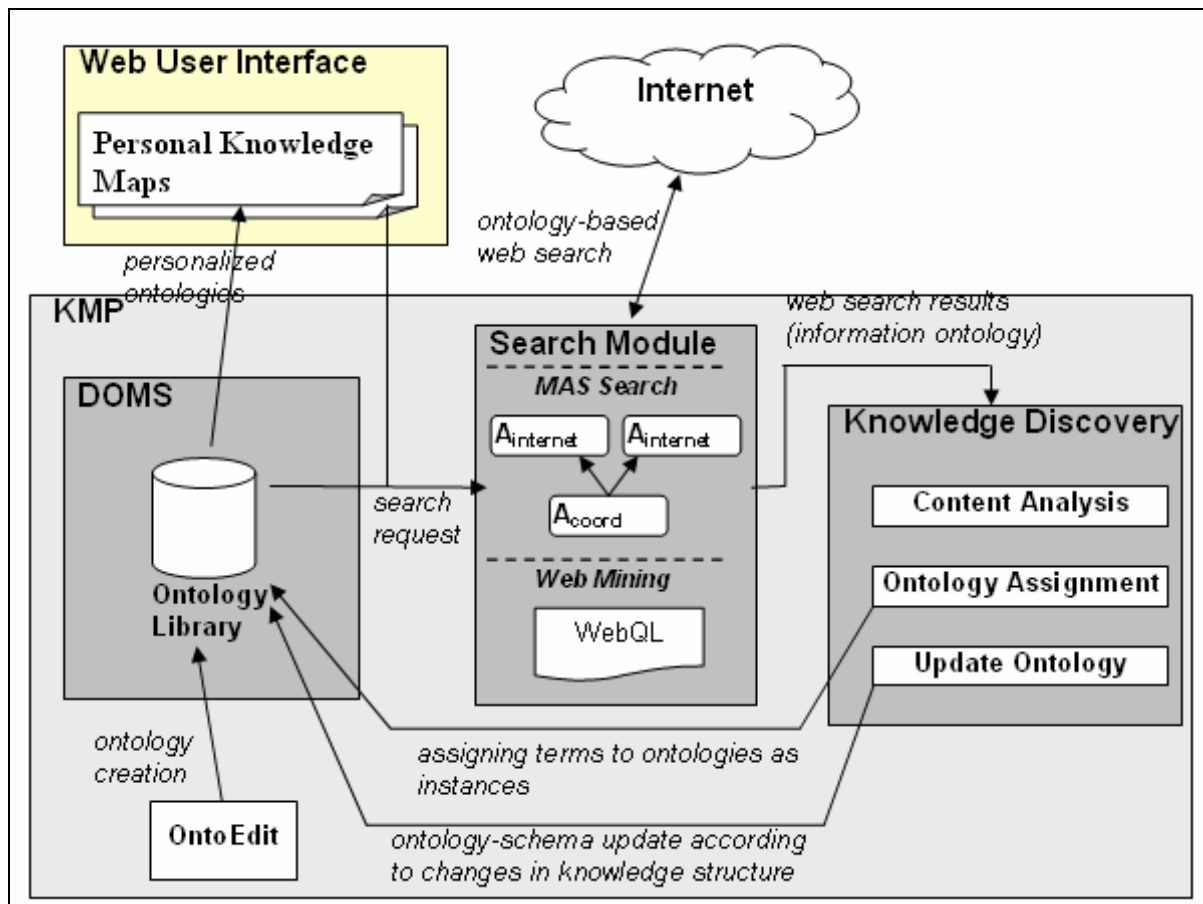 Web User Interface
Personal Knowledge
Maps
Internet
ontology-based
web search
personalized
ontologies
KMP
web search results
(information ontology)
DOMS
Search Module
MAS Search
Ainternet
Ainternet
Acoord
Web Mining
WebQL
Knowledge Discovery
Content Analysis
Ontology Assignment
Update Ontology
search
request
Ontology
Library
ontology
creation
OntoEdit
assigning terms to ontologies as
instances
ontology-schema update according
to changes in knowledge structure